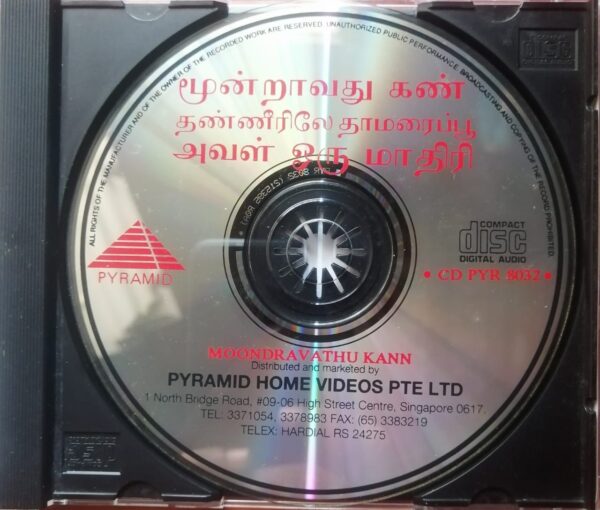 ALL RIGHTS OF THE MANUFACTURER AND OF THE OWNER OF THE RECORDED WORK ARE RESERVED. UNAUTHORIZED PUBLIC PERFORMANCE, BROADCASTING AND COPYING OF THE RECORD PROHIBITED.
மூன்றாவது கண்
தண்ணீரிலே தாமரைப்பூ
அவள் ஒரு மாதிரி
PYRAMID
COMPACT
disc
DIGITAL AUDIO
• CD PYR 8032 •
MOONDRAVATHU KANN
Distributed and marketed by
PYRAMID HOME VIDEOS PTE LTD
1 North Bridge Road, #09-06 High Street Centre, Singapore 0617.
TEL: 3371054, 3378983 FAX: (65) 3383219
TELEX: HARDIAL RS 24275